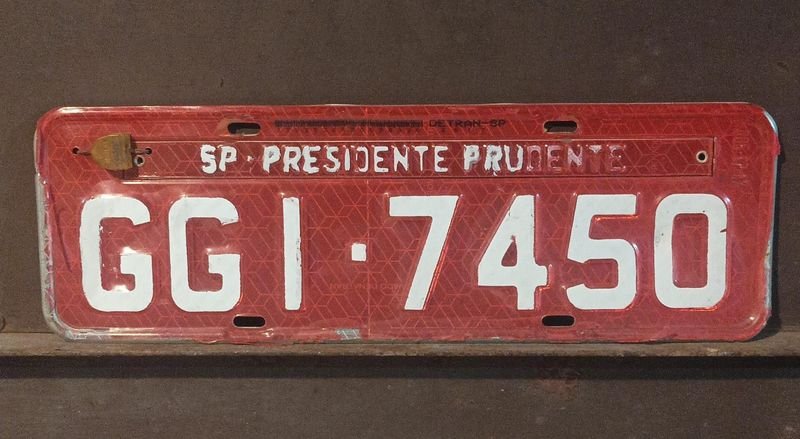 DETRAN-SP
SP·PRESIDENTE PRUDENTE
GGI·7450